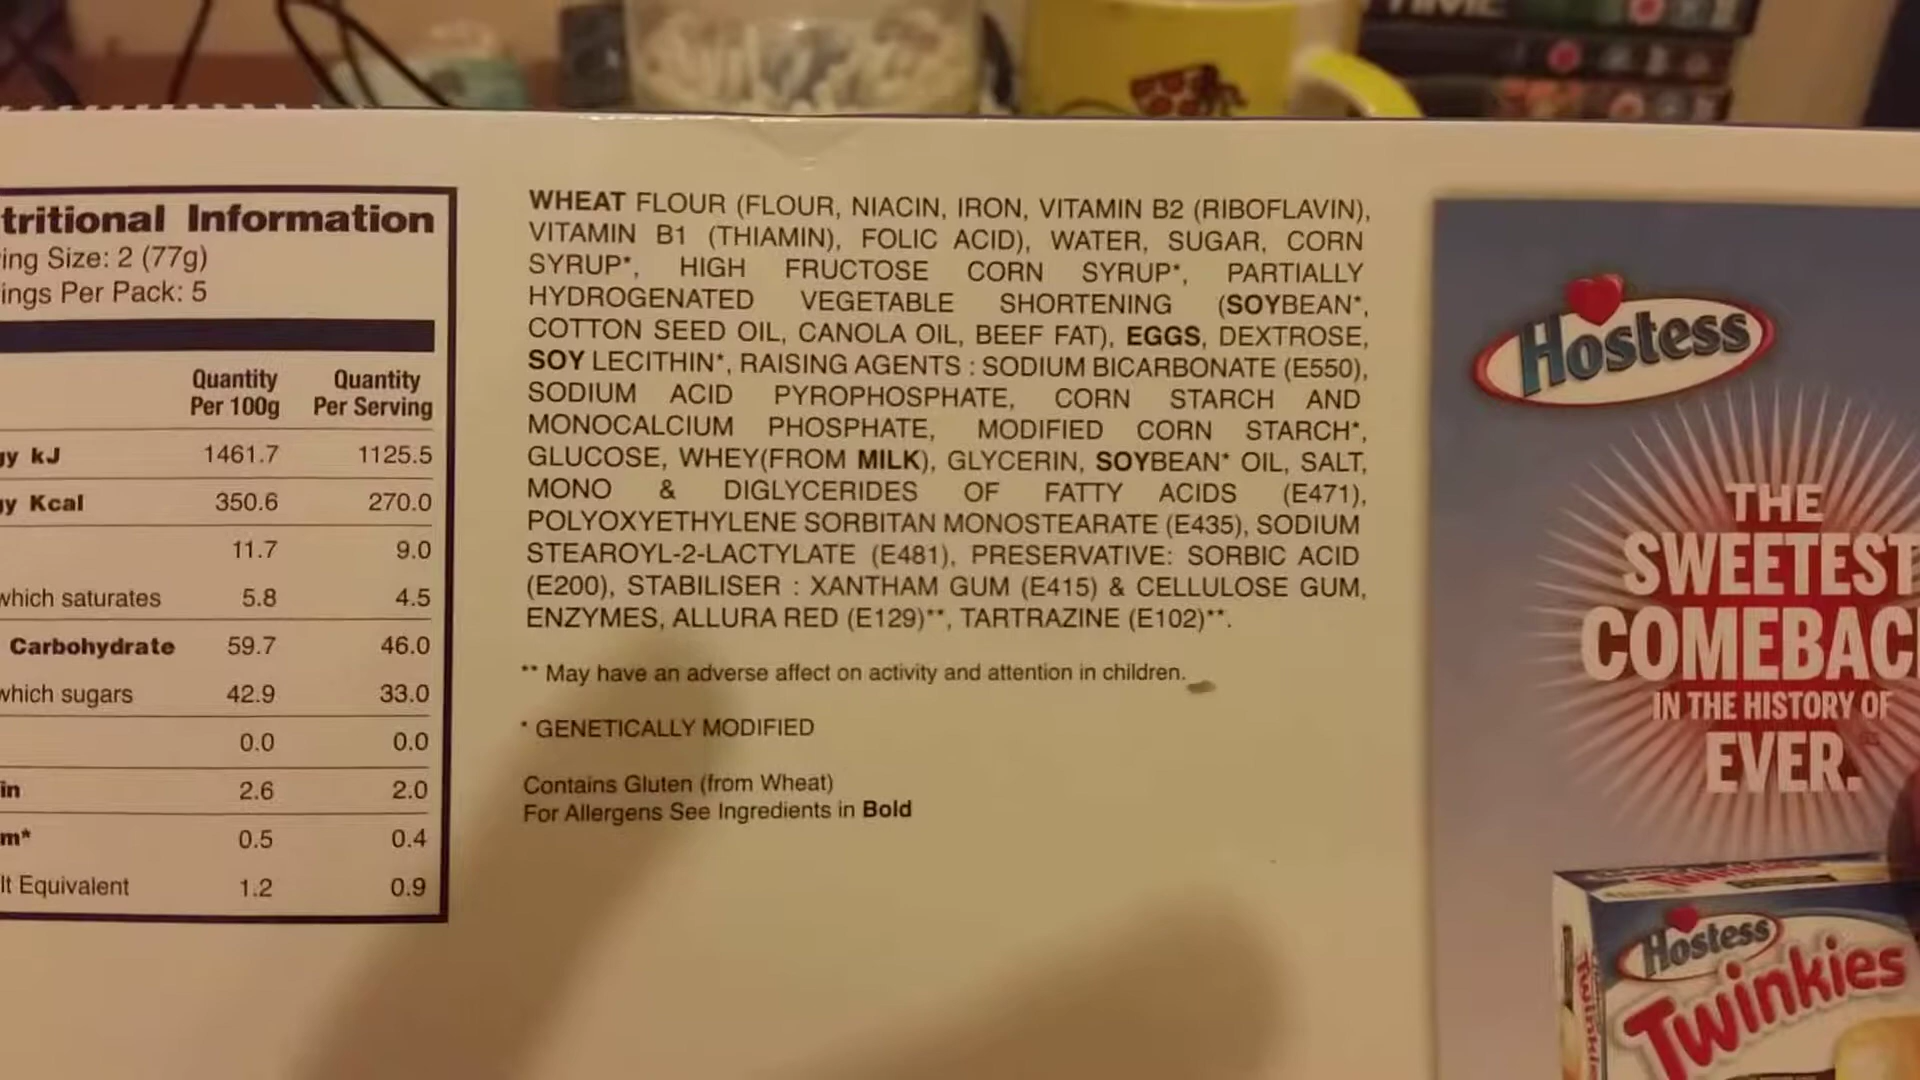 TIME
tritional Information
ing Size: 2 (77g)
ings Per Pack: 5
Quantity Quantity
Per 100g Per Serving
gy kJ 1461.7 1125.5
gy Kcal 350.6 270.0
11.7 9.0
which saturates 5.8 4.5
Carbohydrate 59.7 46.0
which sugars 42.9 33.0
0.0 0.0
in 2.6 2.0
m* 0.5 0.4
lt Equivalent 1.2 0.9
WHEAT FLOUR (FLOUR, NIACIN, IRON, VITAMIN B2 (RIBOFLAVIN),
VITAMIN B1 (THIAMIN), FOLIC ACID), WATER, SUGAR, CORN
SYRUP*, HIGH FRUCTOSE CORN SYRUP*, PARTIALLY
HYDROGENATED VEGETABLE SHORTENING (SOYBEAN*,
COTTON SEED OIL, CANOLA OIL, BEEF FAT), EGGS, DEXTROSE,
SOY LECITHIN*, RAISING AGENTS : SODIUM BICARBONATE (E550),
SODIUM ACID PYROPHOSPHATE, CORN STARCH AND
MONOCALCIUM PHOSPHATE, MODIFIED CORN STARCH*,
GLUCOSE, WHEY(FROM MILK), GLYCERIN, SOYBEAN* OIL, SALT,
MONO & DIGLYCERIDES OF FATTY ACIDS (E471),
POLYOXYETHYLENE SORBITAN MONOSTEARATE (E435), SODIUM
STEAROYL-2-LACTYLATE (E481), PRESERVATIVE: SORBIC ACID
(E200), STABILISER : XANTHAM GUM (E415) & CELLULOSE GUM,
ENZYMES, ALLURA RED (E129)**, TARTRAZINE (E102)**.
** May have an adverse affect on activity and attention in children.
* GENETICALLY MODIFIED
Contains Gluten (from Wheat)
For Allergens See Ingredients in Bold
Hostess
THE
SWEETEST
COMEBAC
IN THE HISTORY OF
EVER.
Hostess
Twinkies